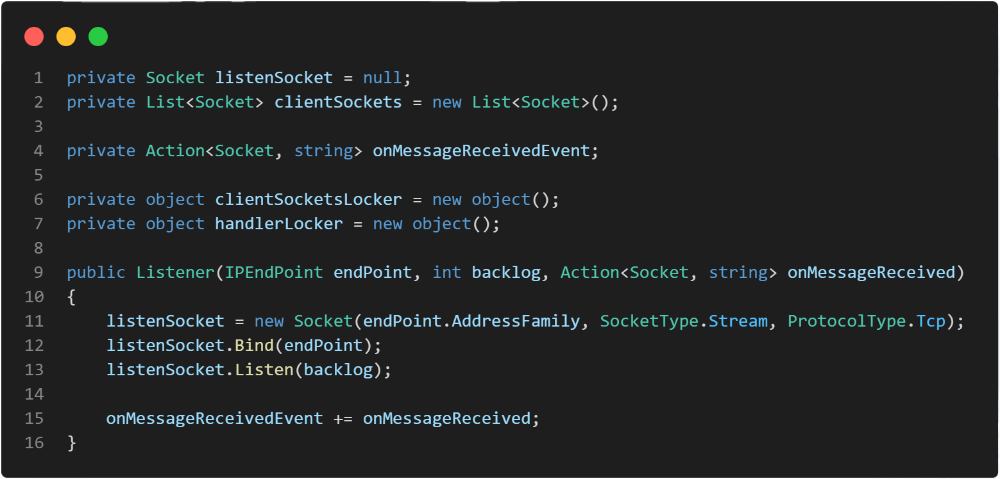 1 private Socket listenSocket = null;
2 private List<Socket> clientSockets = new List<Socket>();
3
4 private Action<Socket, string> onMessageReceivedEvent;
5
6 private object clientSocketsLocker = new object();
7 private object handlerLocker = new object();
8
9 public Listener(IPEndPoint endPoint, int backlog, Action<Socket, string> onMessageReceived)
10 {
11     listenSocket = new Socket(endPoint.AddressFamily, SocketType.Stream, ProtocolType.Tcp);
12     listenSocket.Bind(endPoint);
13     listenSocket.Listen(backlog);
14
15     onMessageReceivedEvent += onMessageReceived;
16 }